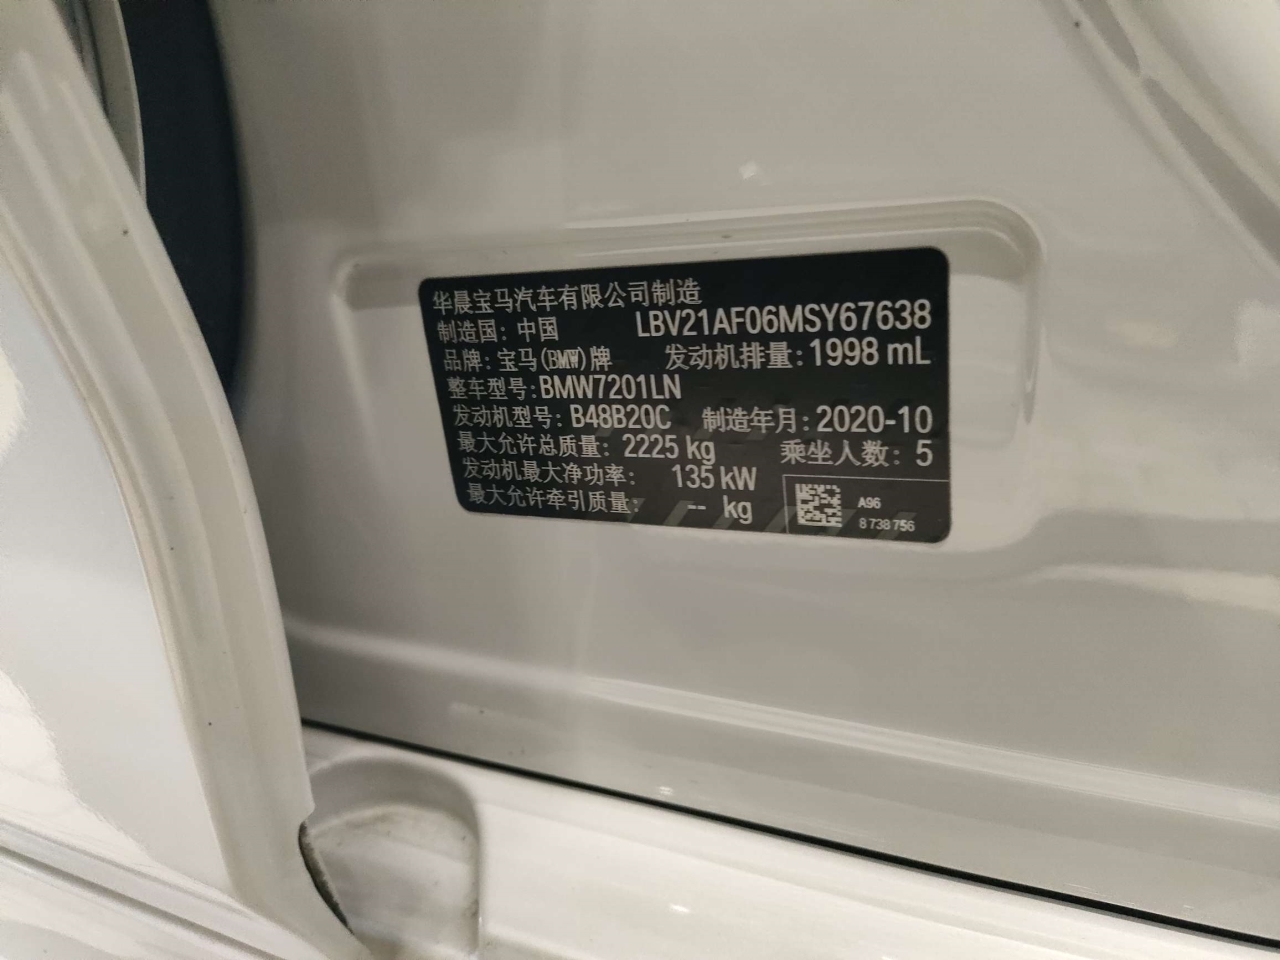 华晨宝马汽车有限公司制造
制造国：中国 LBV21AF06MSY67638
品牌：宝马(BMW)牌 发动机排量：1998 mL
整车型号：BMW7201LN
发动机型号：B48B20C 制造年月：2020-10
最大允许总质量：2225 kg 乘坐人数：5
发动机最大净功率：135 kW
最大允许牵引质量：-- kg
A96
8 738 756